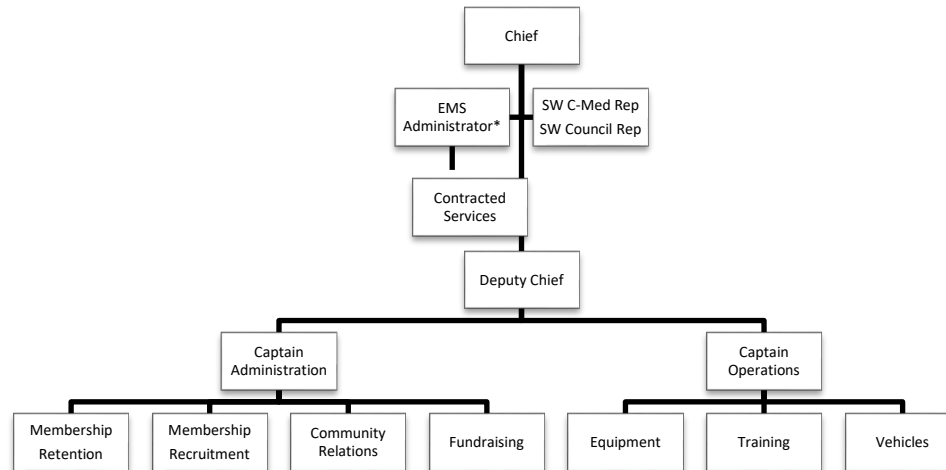 Chief
EMS
Administrator*
SW C-Med Rep
SW Council Rep
Contracted
Services
Deputy Chief
Captain
Administration
Captain
Operations
Membership
Retention
Membership
Recruitment
Community
Relations
Fundraising
Equipment
Training
Vehicles